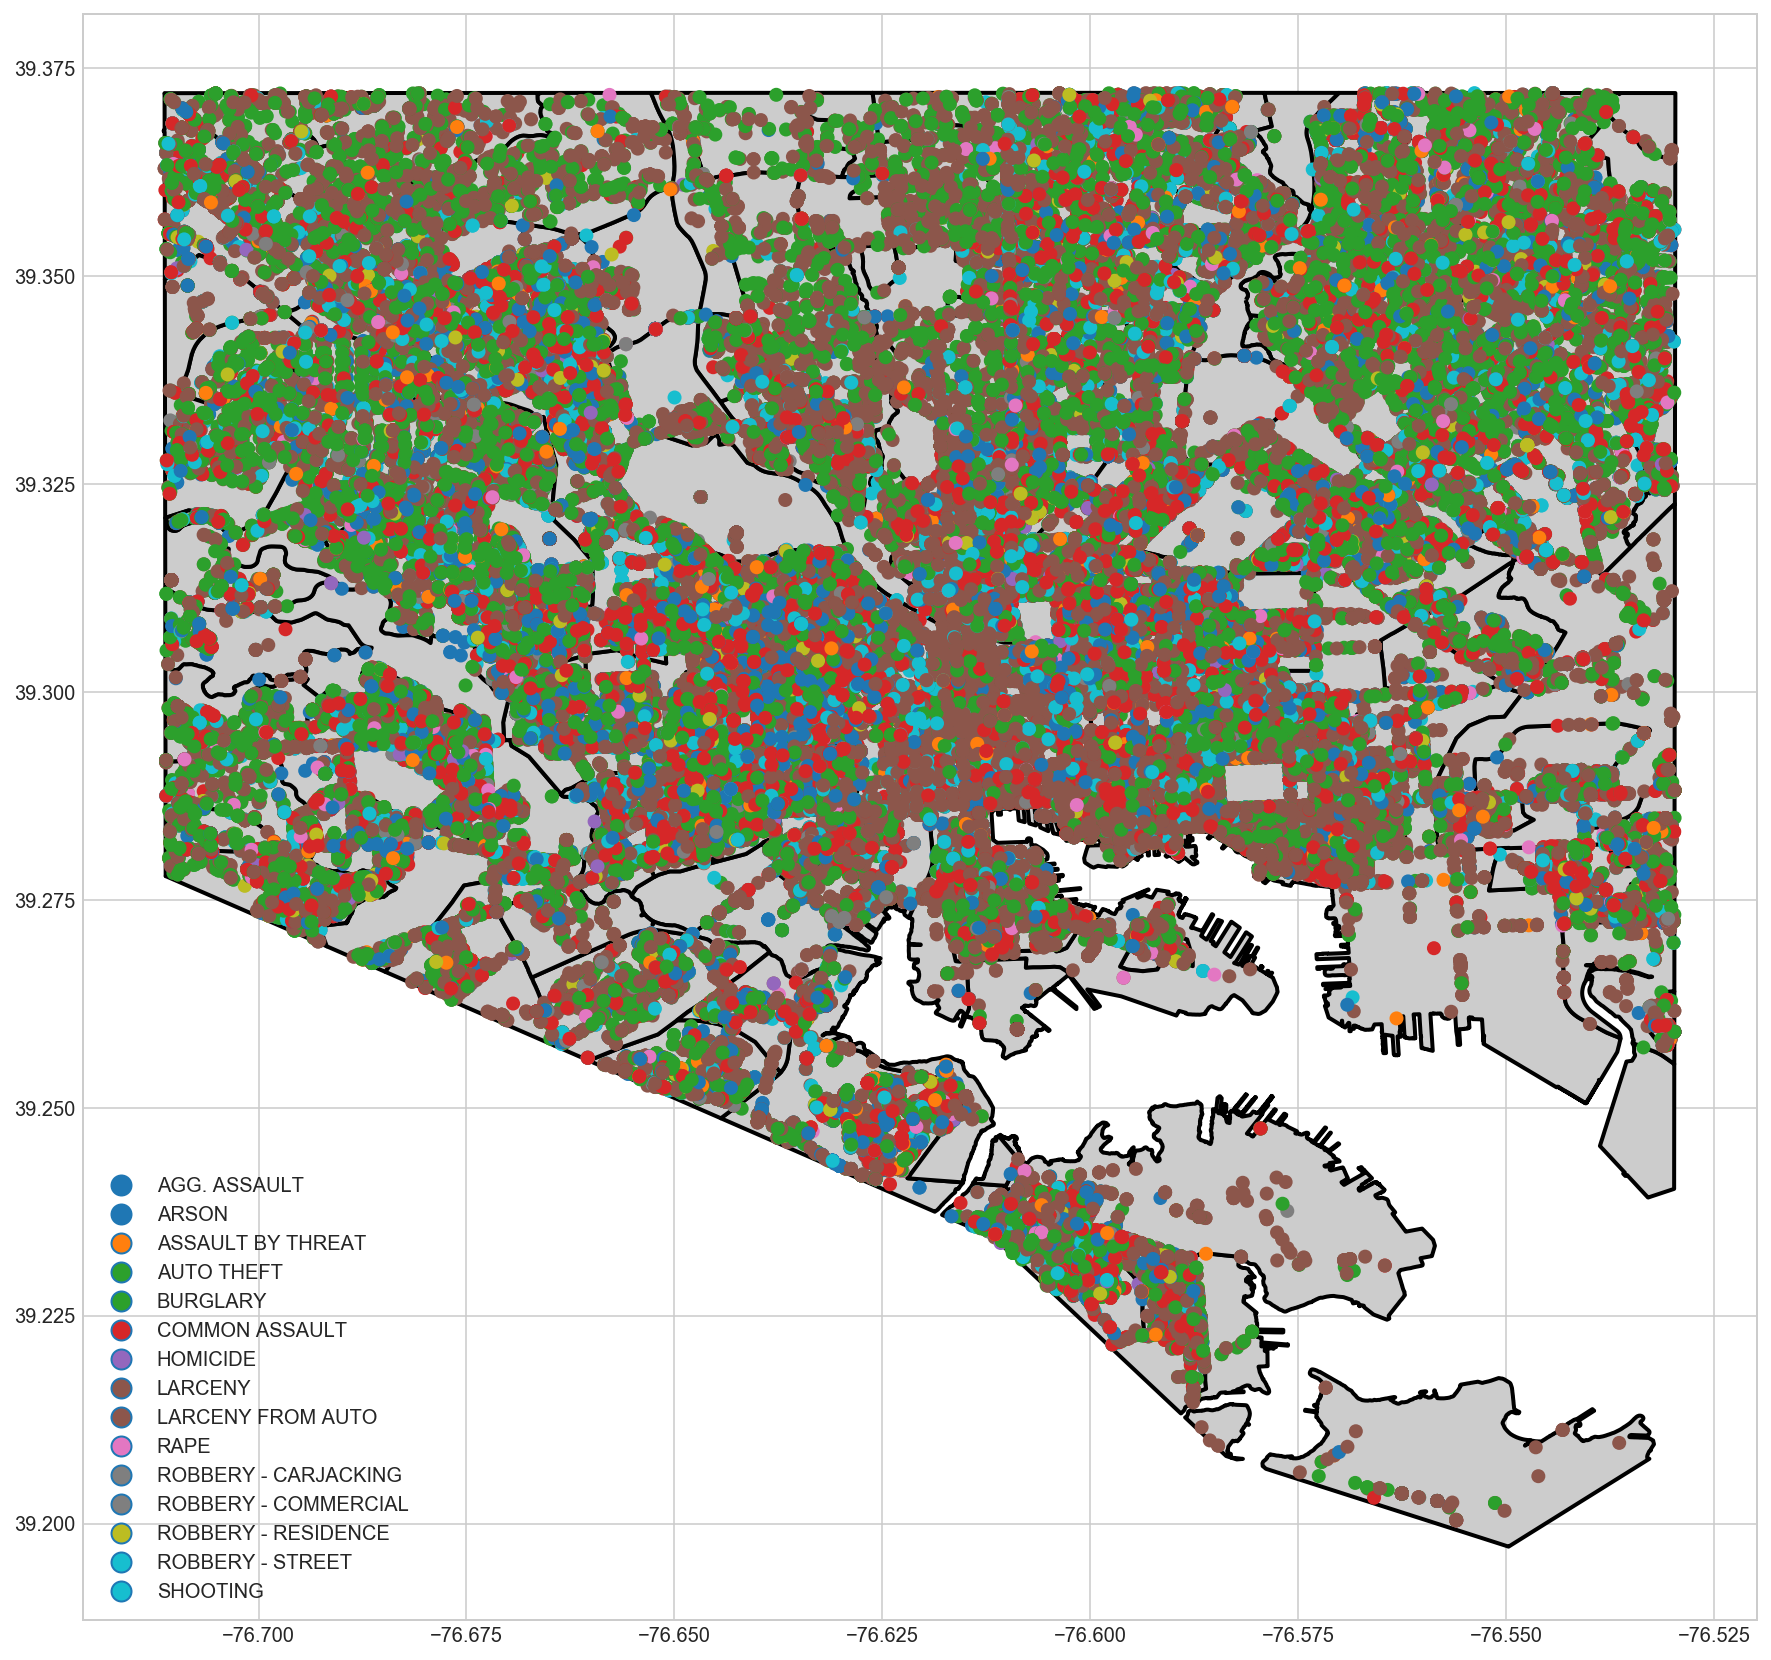 39.375
39.350
39.325
39.300
39.275
39.250
39.225
39.200
AGG. ASSAULT
ARSON
ASSAULT BY THREAT
AUTO THEFT
BURGLARY
COMMON ASSAULT
HOMICIDE
LARCENY
LARCENY FROM AUTO
RAPE
ROBBERY - CARJACKING
ROBBERY - COMMERCIAL
ROBBERY - RESIDENCE
ROBBERY - STREET
SHOOTING
−76.700 −76.675 −76.650 −76.625 −76.600 −76.575 −76.550 −76.525